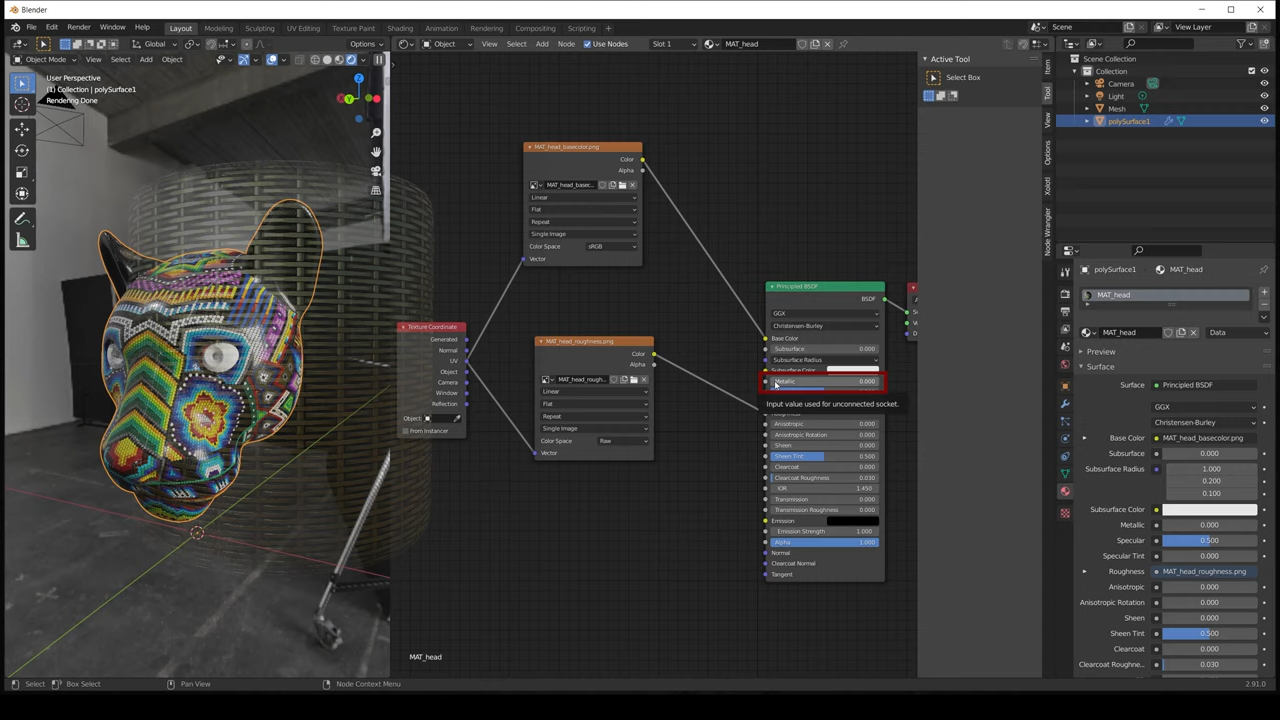 Blender
File Edit Render Window Help Layout Modeling Sculpting UV Editing Texture Paint Shading Animation Rendering Compositing Scripting + Scene View Layer
Global Options Object View Select Add Node Use Nodes Slot 1 MAT_head
Object Mode View Select Add Object
User Perspective
(1) Collection | polySurface1
Rendering Done
Z
Y
MAT_head_basecolor.png
Color
Alpha
MAT_head_basec...
Linear
Flat
Repeat
Single Image
Color Space sRGB
Vector
Texture Coordinate
Generated
Normal
UV
Object
Camera
Window
Reflection
Object:
From Instancer
MAT_head_roughness.png
Color
Alpha
MAT_head_rough...
Linear
Flat
Repeat
Single Image
Color Space Raw
Vector
Principled BSDF
BSDF
GGX
Christensen-Burley
Base Color
Subsurface 0.000
Subsurface Radius
Subsurface Color
Metallic 0.000
Input value used for unconnected socket.
Anisotropic 0.000
Anisotropic Rotation 0.000
Sheen 0.000
Sheen Tint 0.500
Clearcoat 0.000
Clearcoat Roughness 0.030
IOR 1.450
Transmission 0.000
Transmission Roughness 0.000
Emission
Emission Strength 1.000
Alpha 1.000
Normal
Clearcoat Normal
Tangent
MAT_head
Active Tool
Select Box
Item
Tool
View
Options
Xolotl
Node Wrangler
Scene Collection
Collection
Camera
Light
Mesh
polySurface1
polySurface1 MAT_head
MAT_head
MAT_head Data
Preview
Surface
Surface Principled BSDF
GGX
Christensen-Burley
Base Color MAT_head_basecolor.png
Subsurface 0.000
Subsurface Radius 1.000
0.200
0.100
Subsurface Color
Metallic 0.000
Specular 0.500
Specular Tint 0.000
Roughness MAT_head_roughness.png
Anisotropic 0.000
Anisotropic Rotation 0.000
Sheen 0.000
Sheen Tint 0.500
Clearcoat 0.000
Clearcoat Roughne... 0.030
Select Box Select Pan View Node Context Menu 2.91.0